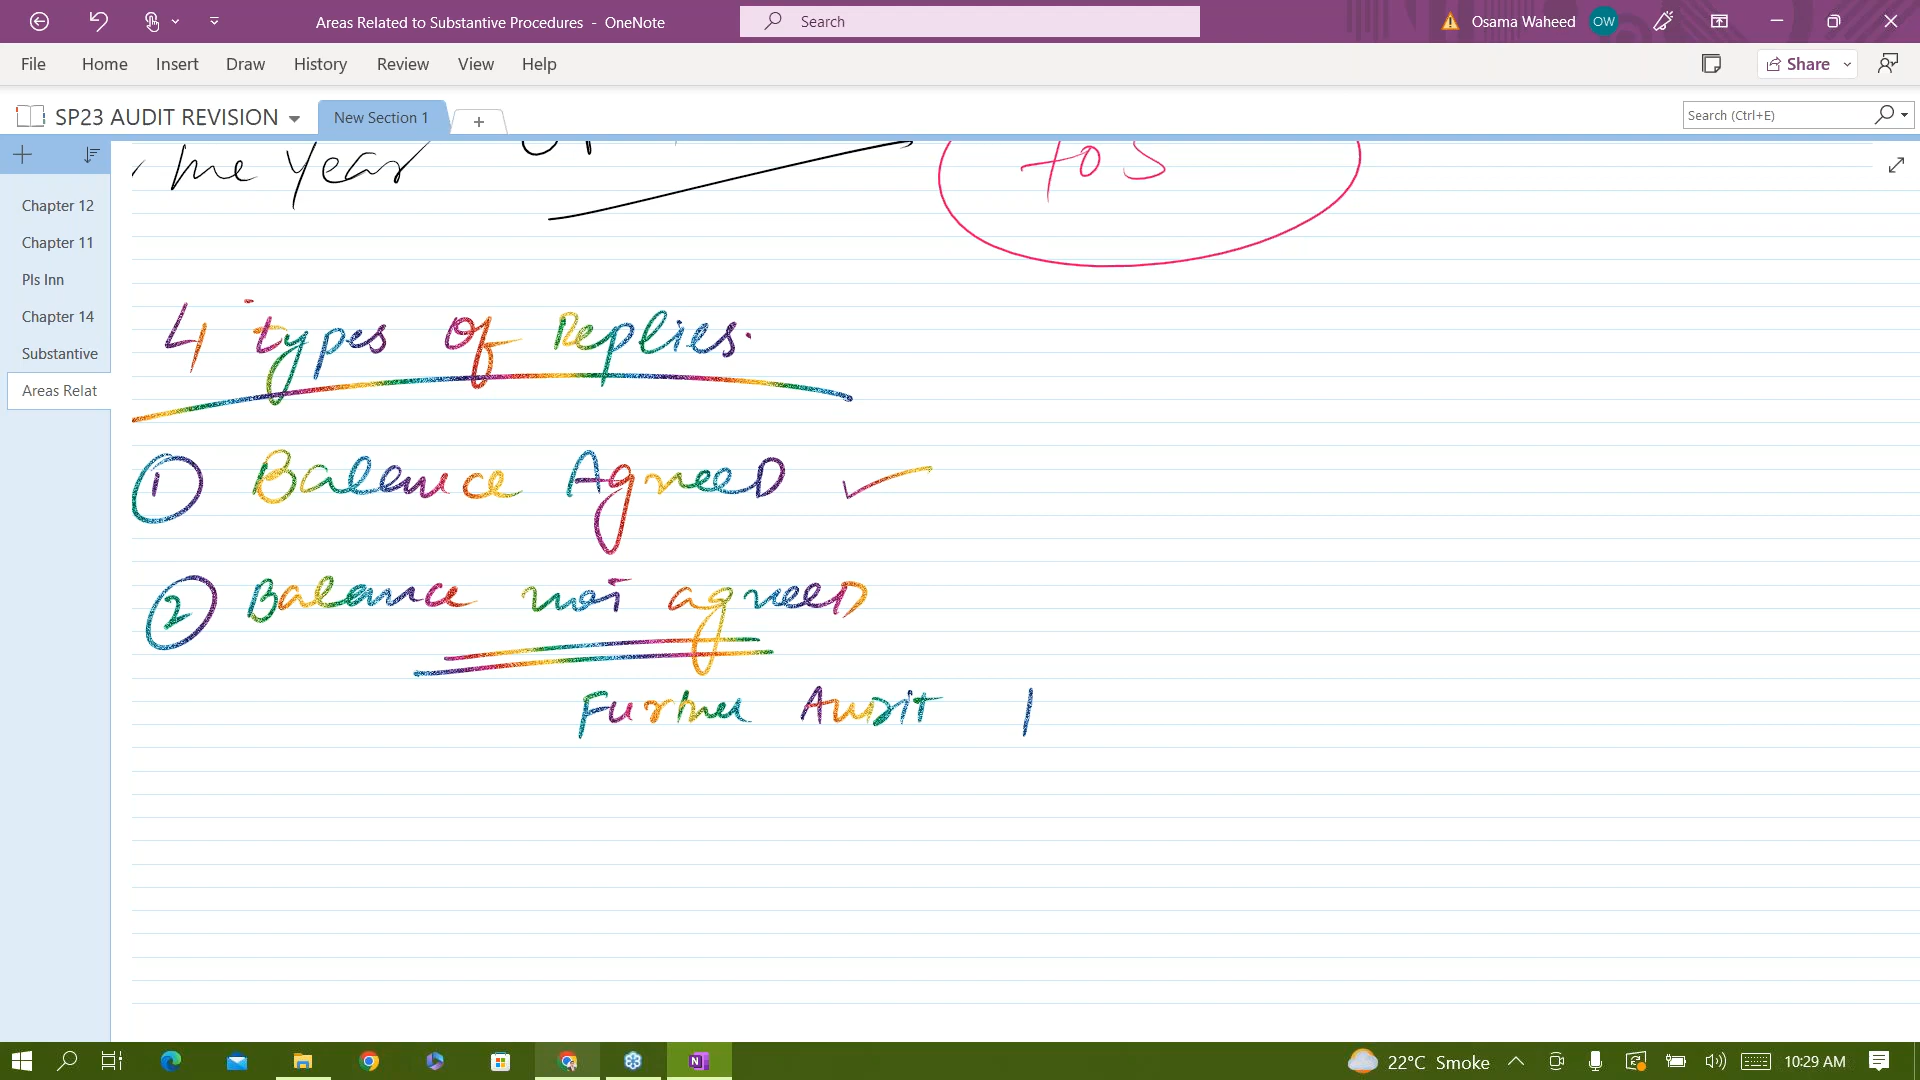 Areas Related to Substantive Procedures - OneNote
Search
Osama Waheed
OW
File
Home
Insert
Draw
History
Review
View
Help
Share
SP23 AUDIT REVISION
New Section 1
Search (Ctrl+E)
Chapter 12
Chapter 11
Pls Inn
Chapter 14
Substantive
Areas Relat
the Year
4 types of Replies.
1 Balance Agreed
2 Balance not agreed
Further Audit
22°C Smoke
10:29 AM